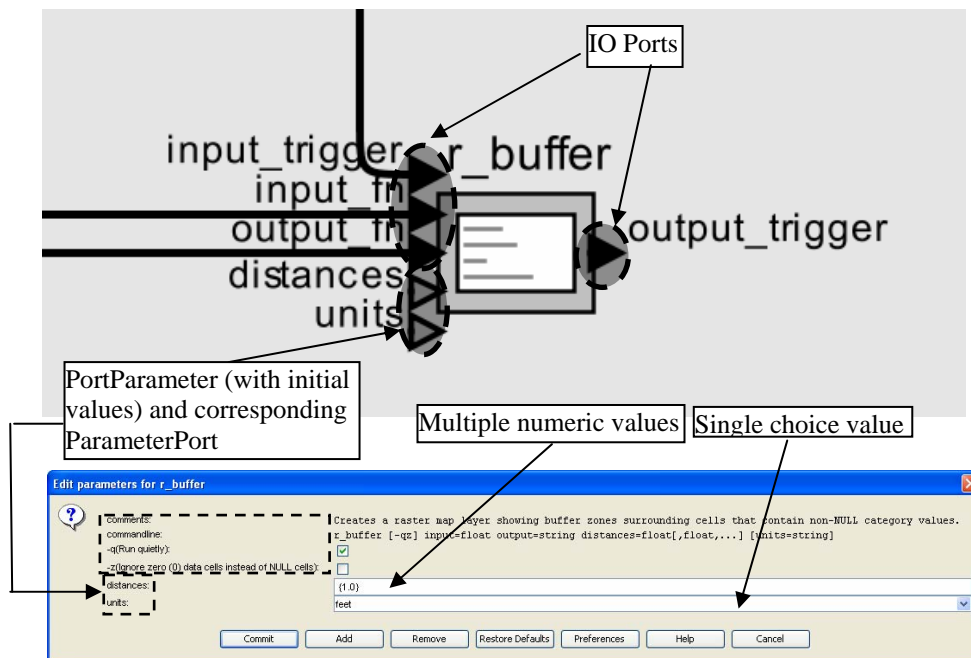 IO Ports
input_trigger
r_buffer
input_fn
output_fn
output_trigger
distances
units
PortParameter (with initial
values) and corresponding
ParameterPort
Multiple numeric values
Single choice value
Edit parameters for r_buffer
comments: Creates a raster map layer showing buffer zones surrounding cells that contain non-NULL category values.
commandline: r_buffer [-qz] input=float output=string distances=float[,float,...] [units=string]
-q(Run quietly):
-z(Ignore zero (0) data cells instead of NULL cells):
distances: {1.0}
units: feet
Commit Add Remove Restore Defaults Preferences Help Cancel